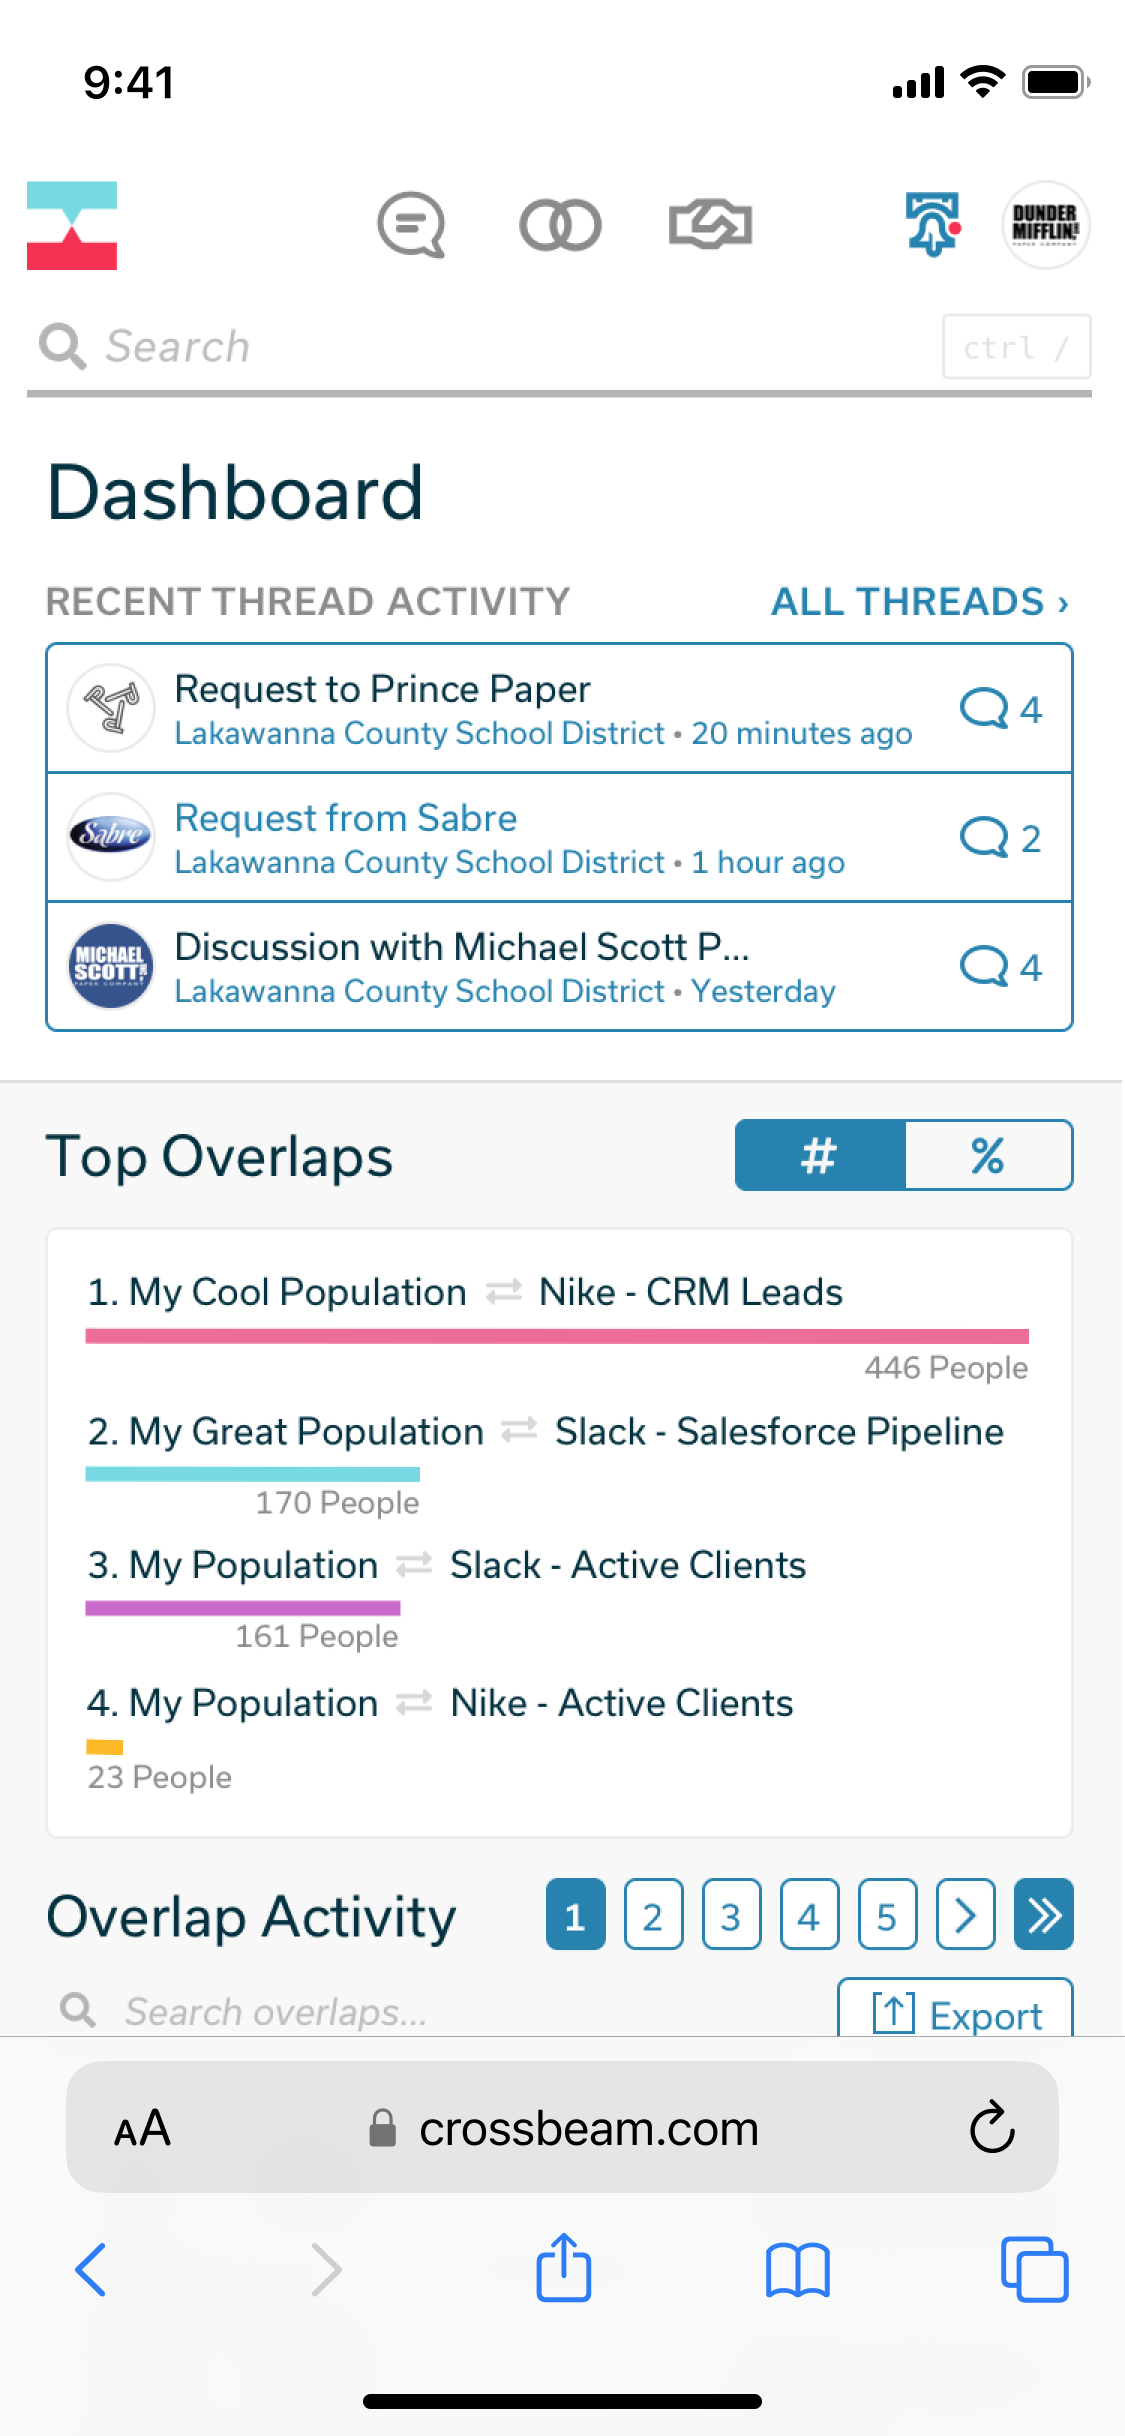 9:41
DUNDER
MIFFLIN, INC
PAPER COMPANY
Search
ctrl /
Dashboard
RECENT THREAD ACTIVITY
ALL THREADS ›
Request to Prince Paper
Lakawanna County School District • 20 minutes ago
4
Sabre
Request from Sabre
Lakawanna County School District • 1 hour ago
2
MICHAEL
SCOTT
PAPER COMPANY
Discussion with Michael Scott P...
Lakawanna County School District • Yesterday
4
Top Overlaps
# %
1. My Cool Population ⇄ Nike - CRM Leads
446 People
2. My Great Population ⇄ Slack - Salesforce Pipeline
170 People
3. My Population ⇄ Slack - Active Clients
161 People
4. My Population ⇄ Nike - Active Clients
23 People
Overlap Activity
1 2 3 4 5 > »
Search overlaps...
Export
AA
crossbeam.com